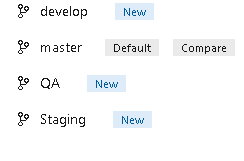 develop New
master Default Compare
QA New
Staging New